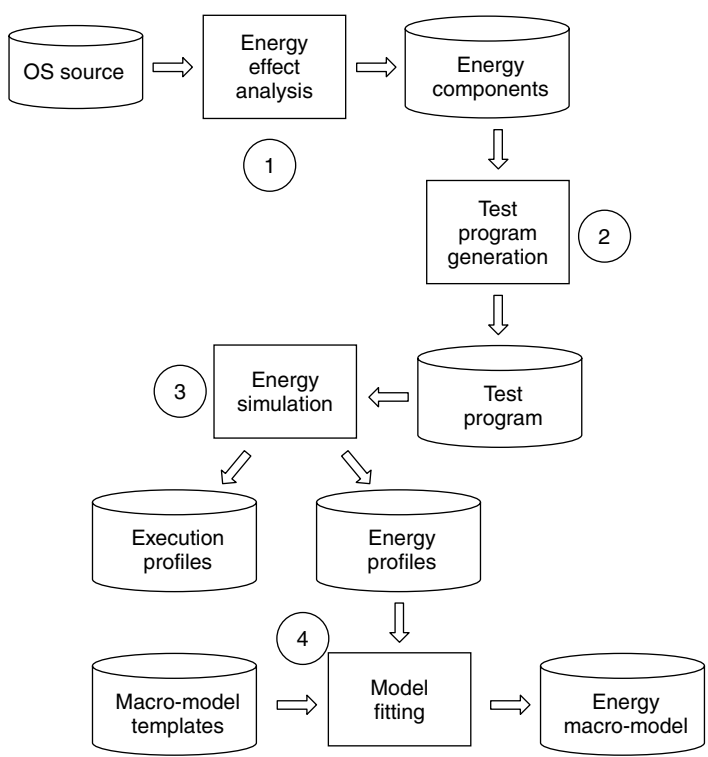 OS source
Energy
effect
analysis
Energy
components
1
Test
program
generation
2
3
Energy
simulation
Test
program
Execution
profiles
Energy
profiles
4
Macro-model
templates
Model
fitting
Energy
macro-model